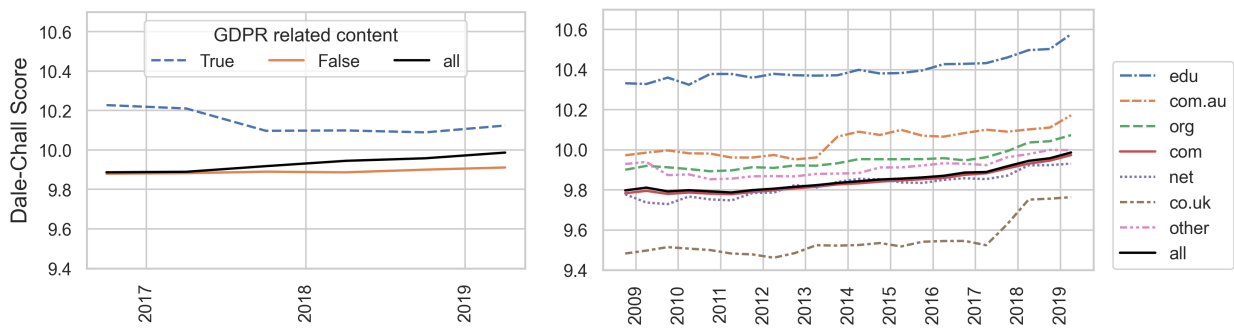 Dale-Chall Score
10.6
10.4
10.2
10.0
9.8
9.6
9.4
GDPR related content
True False all
2017 2018 2019
10.6
10.4
10.2
10.0
9.8
9.6
9.4
2009 2010 2011 2012 2013 2014 2015 2016 2017 2018 2019
edu
com.au
org
com
net
co.uk
other
all